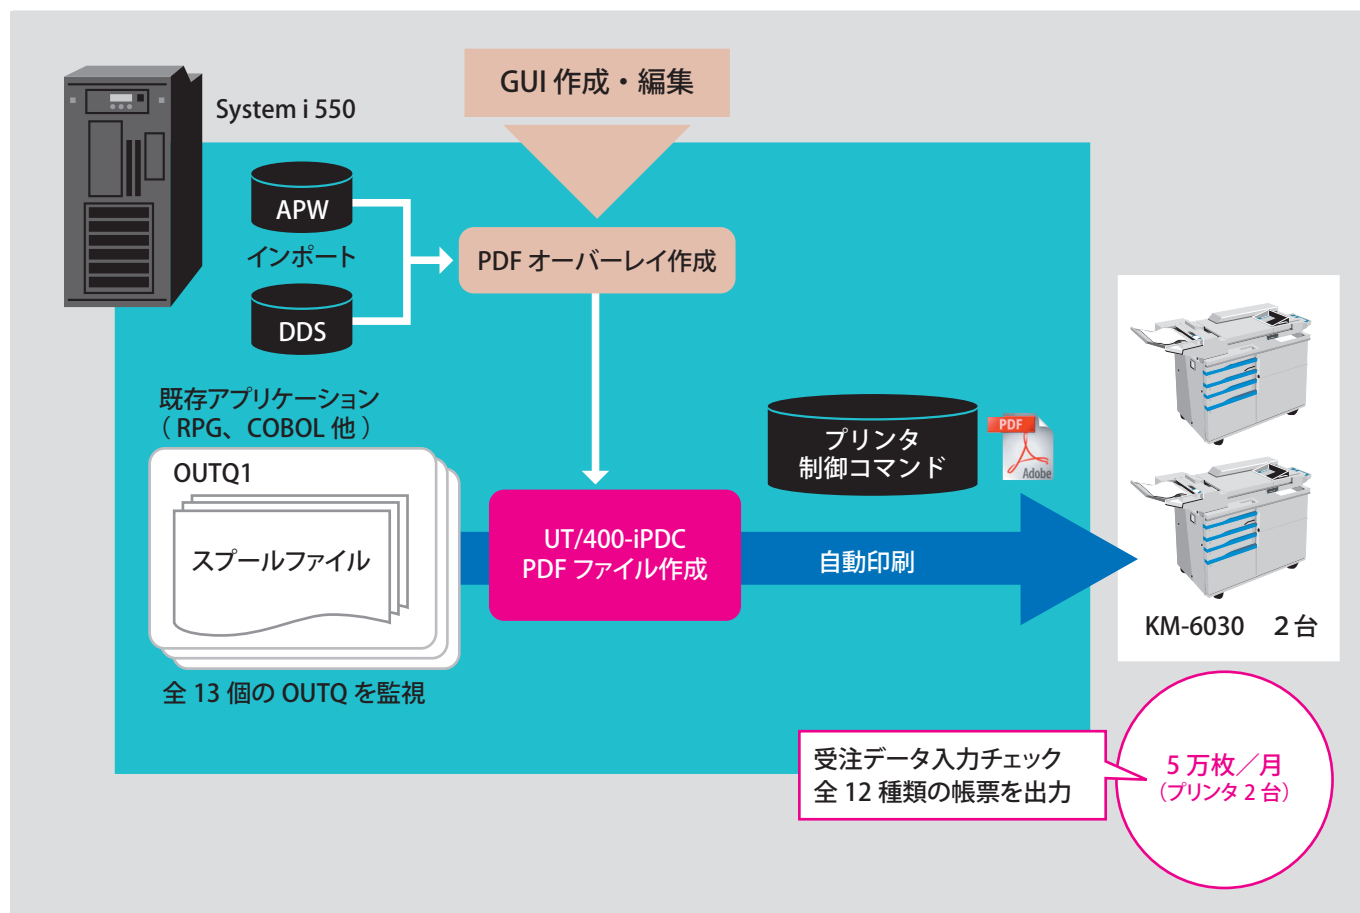 GUI 作成・編集
System i 550
APW
インポート
DDS
PDF オーバーレイ作成
既存アプリケーション
（ RPG、COBOL 他 ）
OUTQ1
スプールファイル
全 13 個の OUTQ を監視
UT/400-iPDC
PDF ファイル作成
プリンタ
制御コマンド
PDF
Adobe
自動印刷
KM-6030　2 台
受注データ入力チェック
全 12 種類の帳票を出力
5 万枚／月
（プリンタ 2 台）